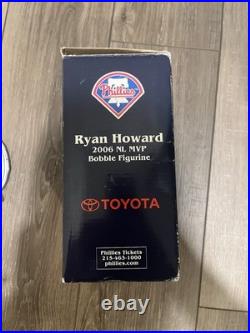 Phillies
Ryan Howard
2006 NL MVP
Bobble Figurine
TOYOTA
Phillies Tickets
215-463-1000
phillies.com